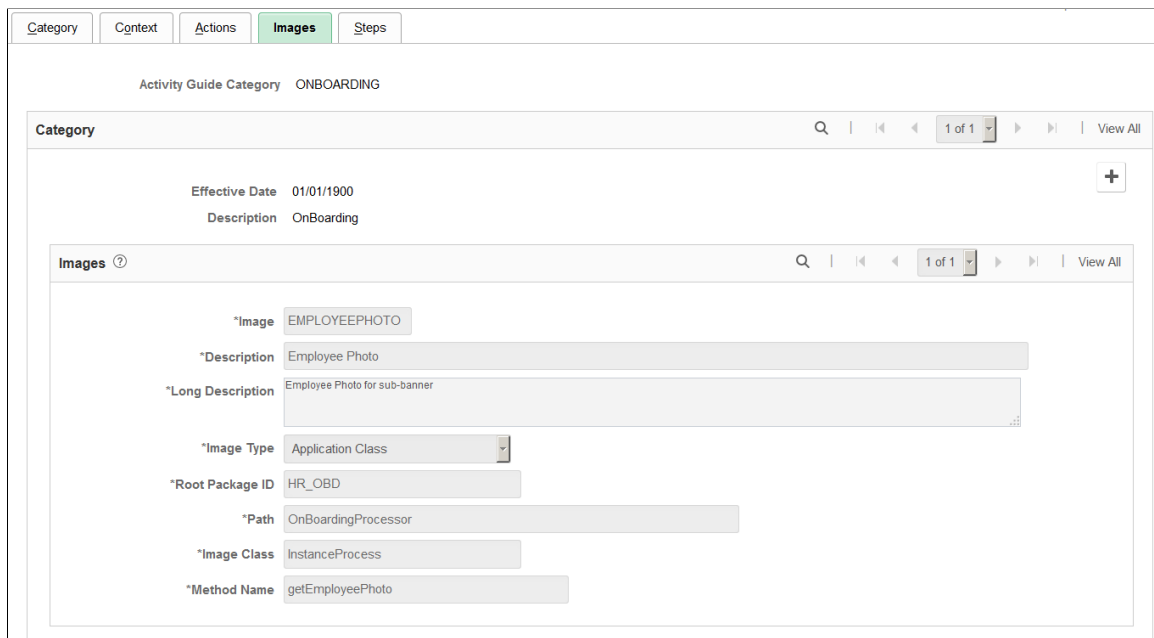 Category Context Actions Images Steps
Activity Guide Category ONBOARDING
Category 1 of 1 View All
Effective Date 01/01/1900
Description OnBoarding
Images 1 of 1 View All
*Image EMPLOYEEPHOTO
*Description Employee Photo
*Long Description Employee Photo for sub-banner
*Image Type Application Class
*Root Package ID HR_OBD
*Path OnBoardingProcessor
*Image Class InstanceProcess
*Method Name getEmployeePhoto